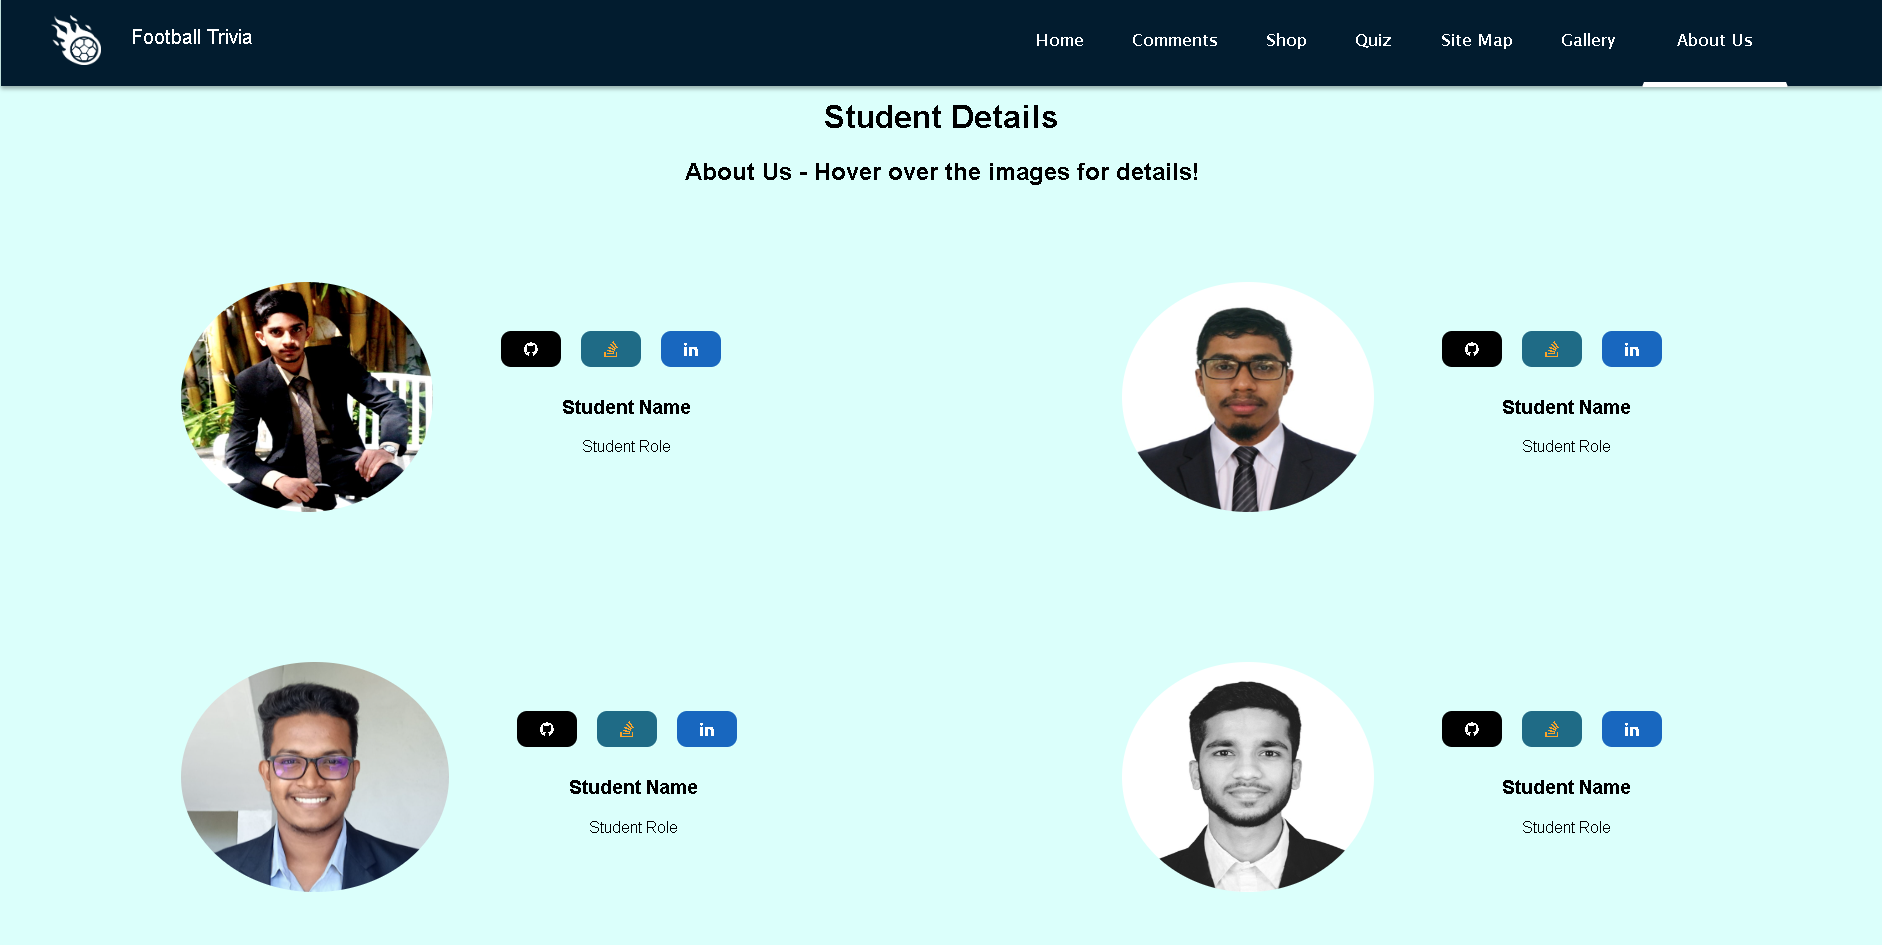 Football Trivia
Home
Comments
Shop
Quiz
Site Map
Gallery
About Us
Student Details
About Us - Hover over the images for details!
in
Student Name
Student Role
in
Student Name
Student Role
in
Student Name
Student Role
in
Student Name
Student Role